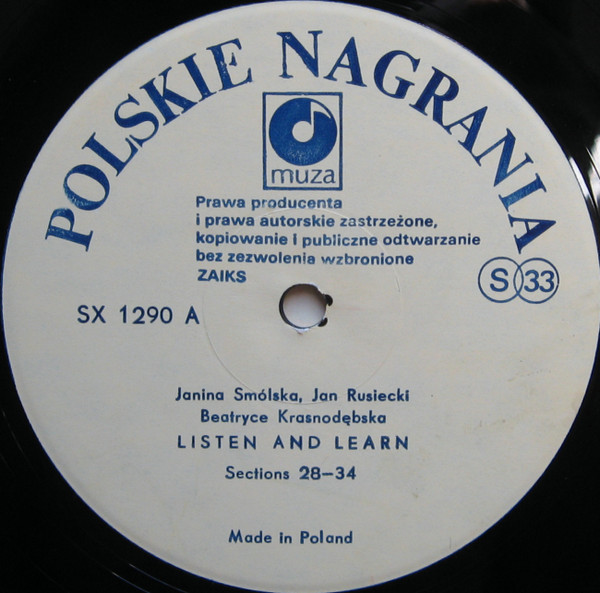 POLSKIE NAGRANIA
muza
Prawa producenta
i prawa autorskie zastrzeżone,
kopiowanie i publiczne odtwarzanie
bez zezwolenia wzbronione
ZAIKS
S 33
SX 1290 A
Janina Smólska, Jan Rusiecki
Beatryce Krasnodębska
LISTEN AND LEARN
Sections 28—34
Made in Poland